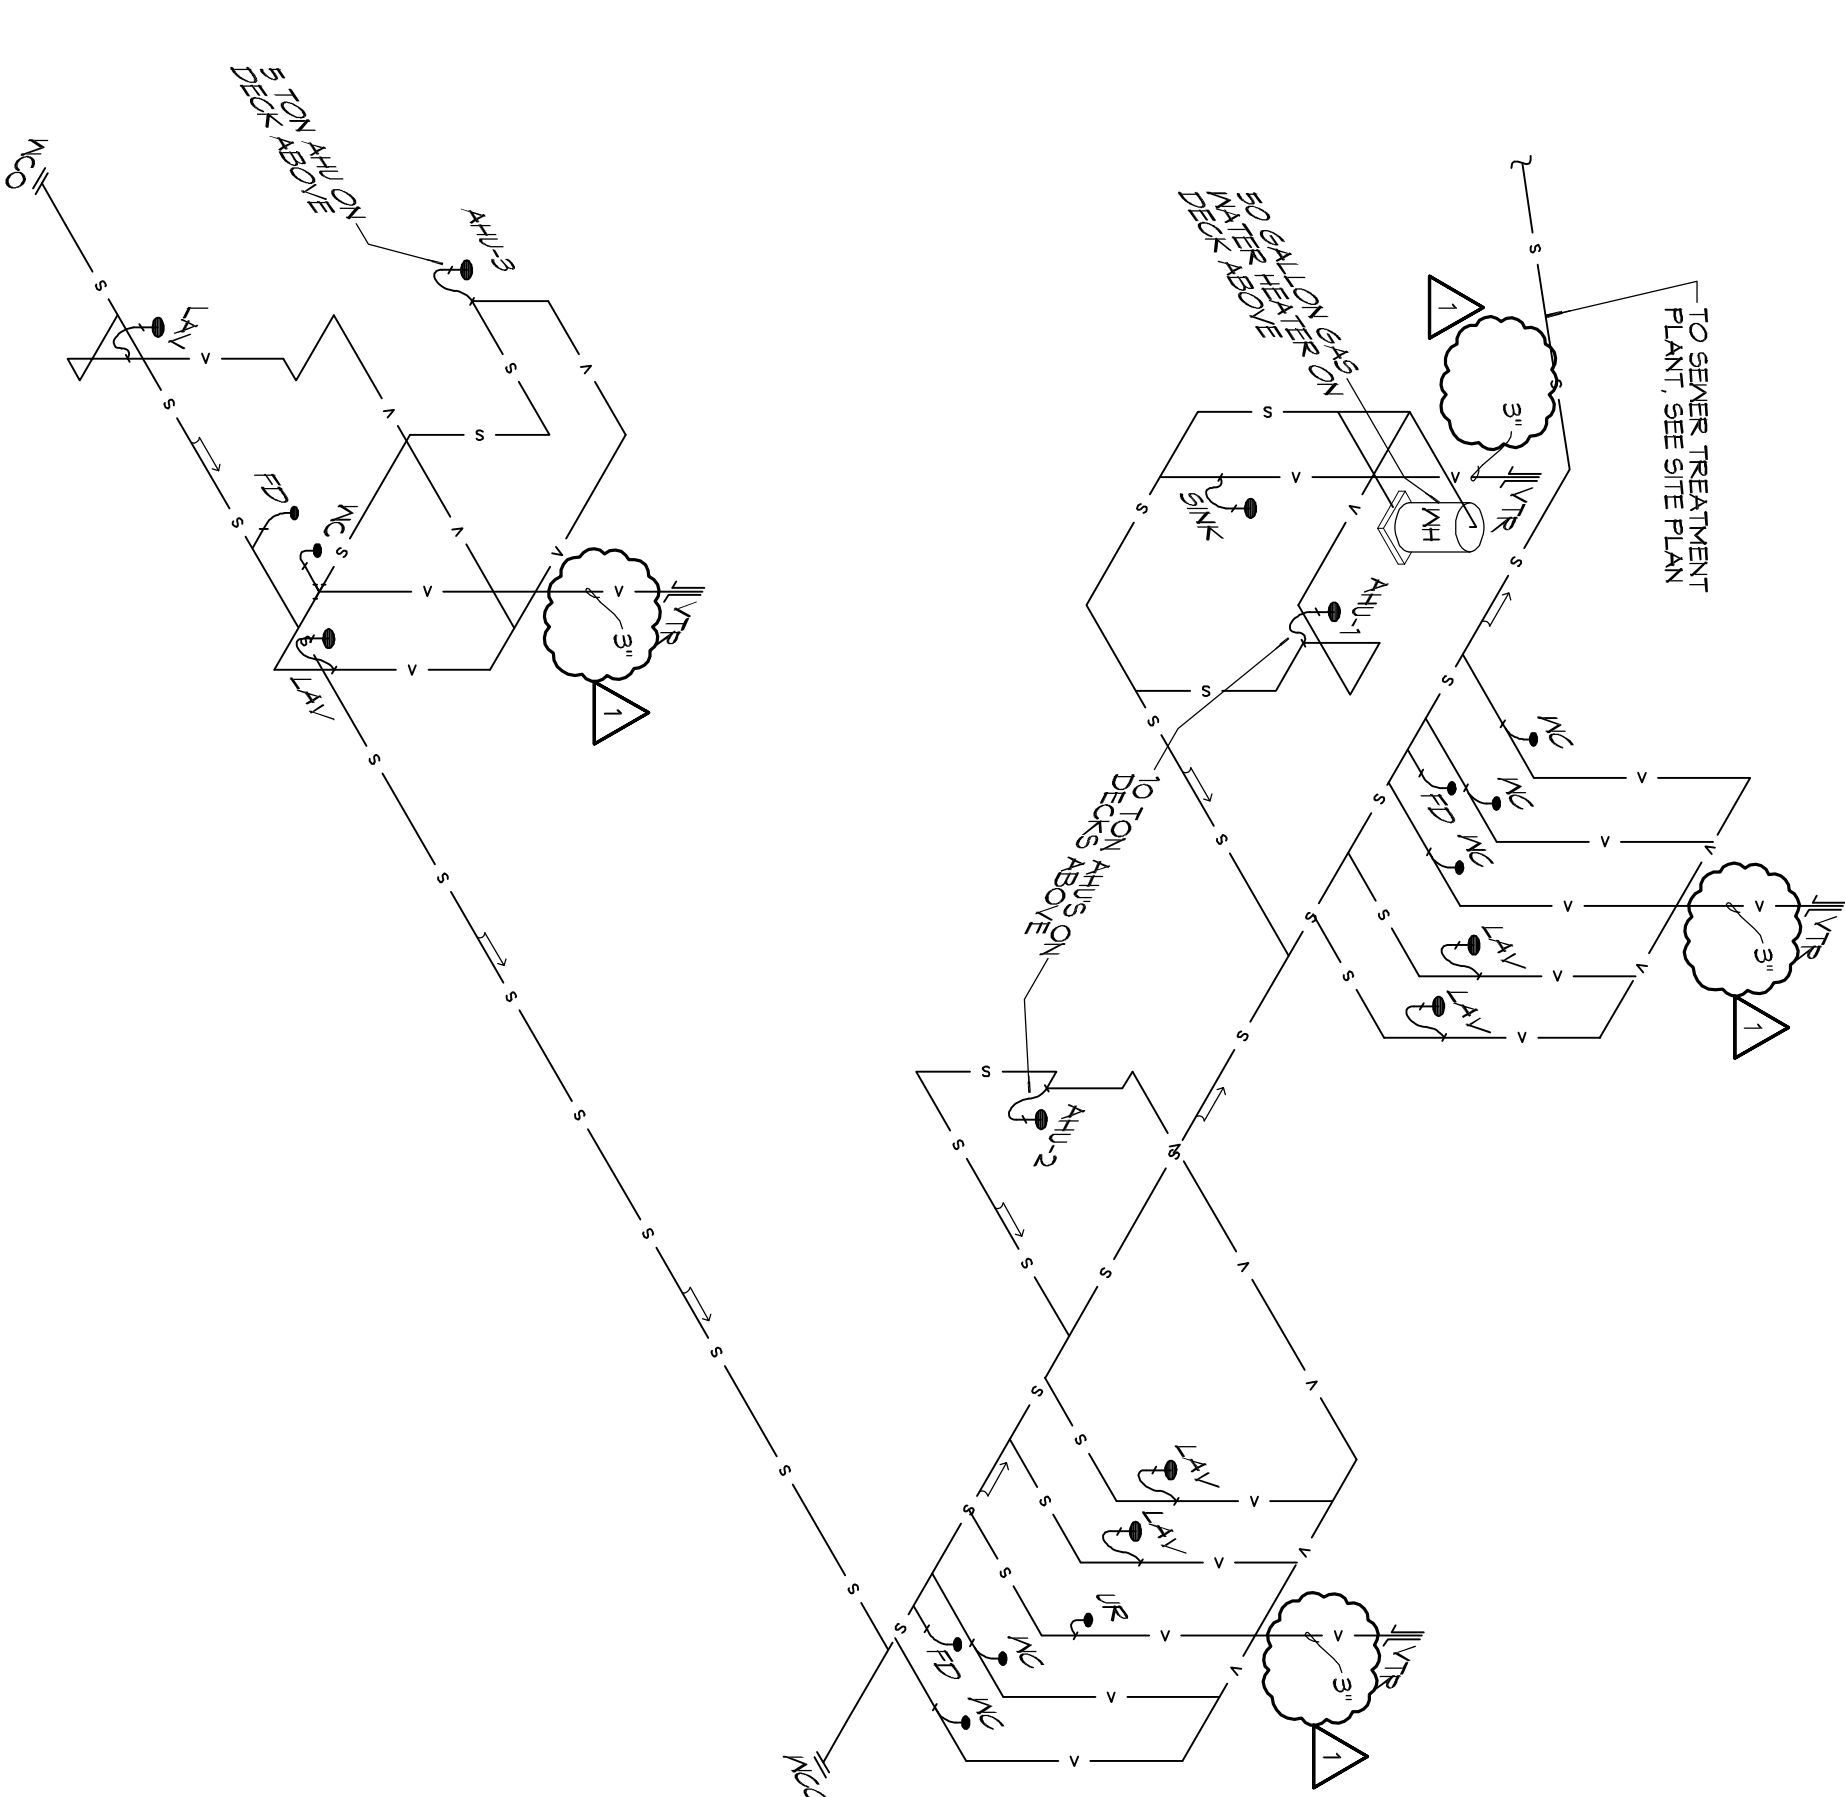 TO SEWER TREATMENT
PLANT, SEE SITE PLAN
S
S
1
3"
VTR
50 GALLON GAS
WATER HEATER ON
DECK ABOVE
WH
S
V
V
V
S
SINK
AHU-1
S
S
S
10 TON AHUS ON
DECKS ABOVE
S
S
WC
V
WC
V
V
FD
WC
V
3"
VTR
1
S
S
S
LAV
V
V
S
LAV
V
S
S
S
AHU-2
S
S
V
S
S
V
V
S
S
LAV
V
S
LAV
V
V
S
S
UR
V
V
3"
VTR
1
V
S
FD
WC
V
WC
V
WCO
5 TON AHU ON
DECK ABOVE
AHU-3
S
V
S
V
V
V
WCO
S
LAV
V
S
S
FD
WC
S
V
V
3"
VTR
1
S
LAV
V
S
S
S
S
S
S
S
S